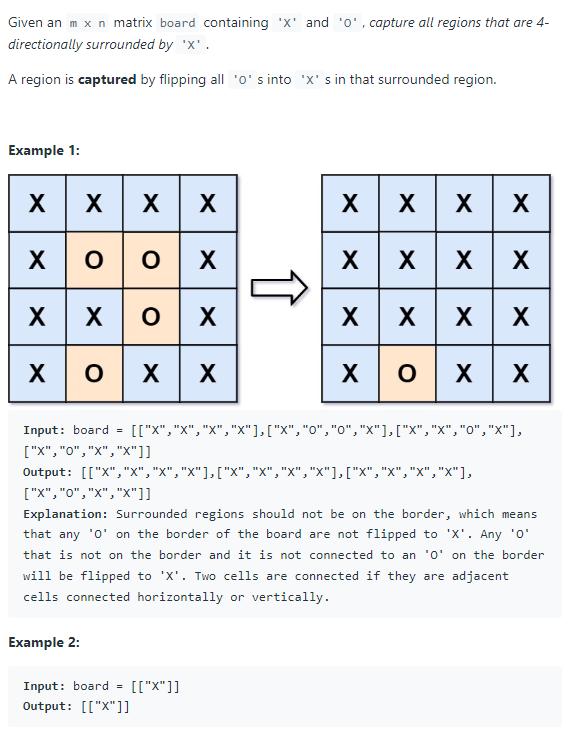 Given an m x n matrix board containing 'X' and 'O', capture all regions that are 4-
directionally surrounded by 'X'.
A region is captured by flipping all 'O' s into 'X' s in that surrounded region.
Example 1:
X X X X X X X X
X O O X X X X X
X X O X X X X X
X O X X X O X X
Input: board = [["X","X","X","X"],["X","O","O","X"],["X","X","O","X"],
["X","O","X","X"]]
Output: [["X","X","X","X"],["X","X","X","X"],["X","X","X","X"],
["X","O","X","X"]]
Explanation: Surrounded regions should not be on the border, which means
that any 'O' on the border of the board are not flipped to 'X'. Any 'O'
that is not on the border and it is not connected to an 'O' on the border
will be flipped to 'X'. Two cells are connected if they are adjacent
cells connected horizontally or vertically.
Example 2:
Input: board = [["X"]]
Output: [["X"]]